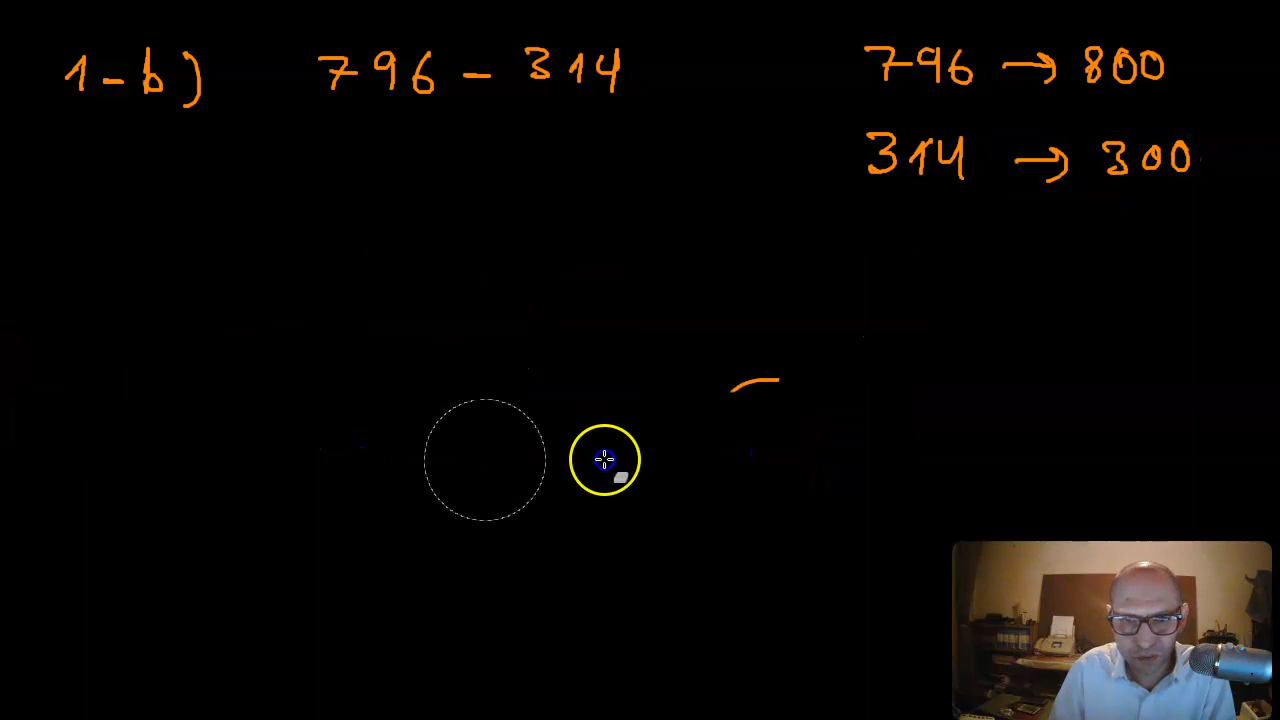 1-b) 796 - 314
796 → 800
314 → 300